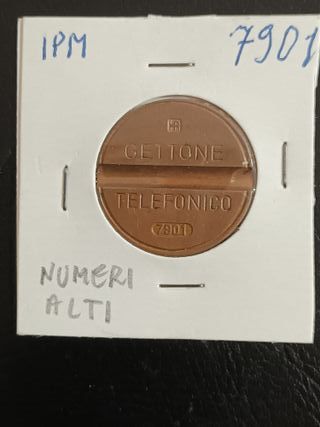 IPM 7901
GETTONE
TELEFONICO
7901
NUMERI
ALTI